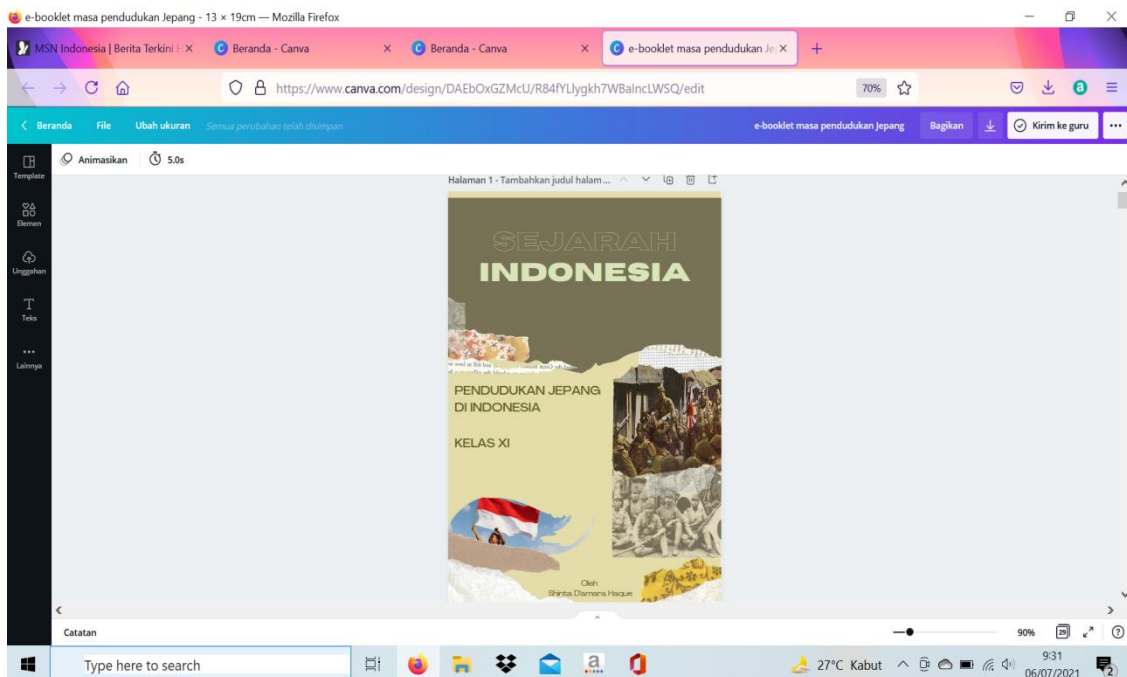 e-booklet masa pendudukan Jepang - 13 × 19cm — Mozilla Firefox
MSN Indonesia | Berita Terkini
Beranda - Canva
Beranda - Canva
e-booklet masa pendudukan Je
https://www.canva.com/design/DAEbOxGZMcU/R84fYLlygkh7WBaIncLWSQ/edit
70%
Beranda File Ubah ukuran Semua perubahan telah disimpan
e-booklet masa pendudukan Jepang Bagikan Kirim ke guru
Template
Elemen
Unggahan
Teks
Lainnya
Animasikan 5.0s
Halaman 1 - Tambahkan judul halam...
SEJARAH
INDONESIA
PENDUDUKAN JEPANG
DI INDONESIA
KELAS XI
Oleh
Shinta D'amara Haque
Catatan
90% 29
Type here to search
27°C Kabut
9:31
06/07/2021
2